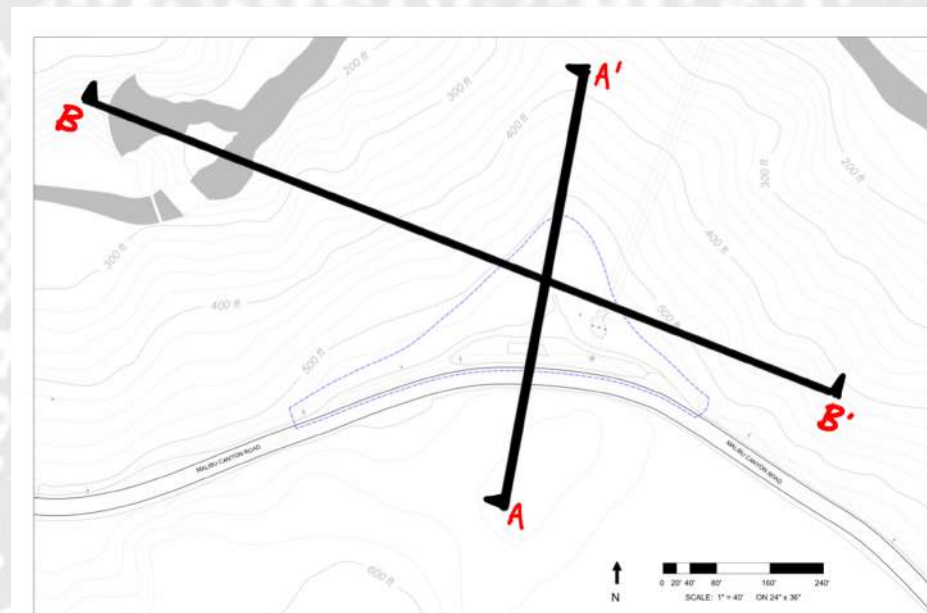 200 ft
300 ft
400 ft
A'
B
300 ft
200 ft
300 ft
400 ft
400 ft
500 ft
500 ft
B'
MALIBU CANYON ROAD
MALIBU CANYON ROAD
A
600 ft
N
0 20' 40' 80' 160' 240'
SCALE: 1" = 40' ON 24" x 36"